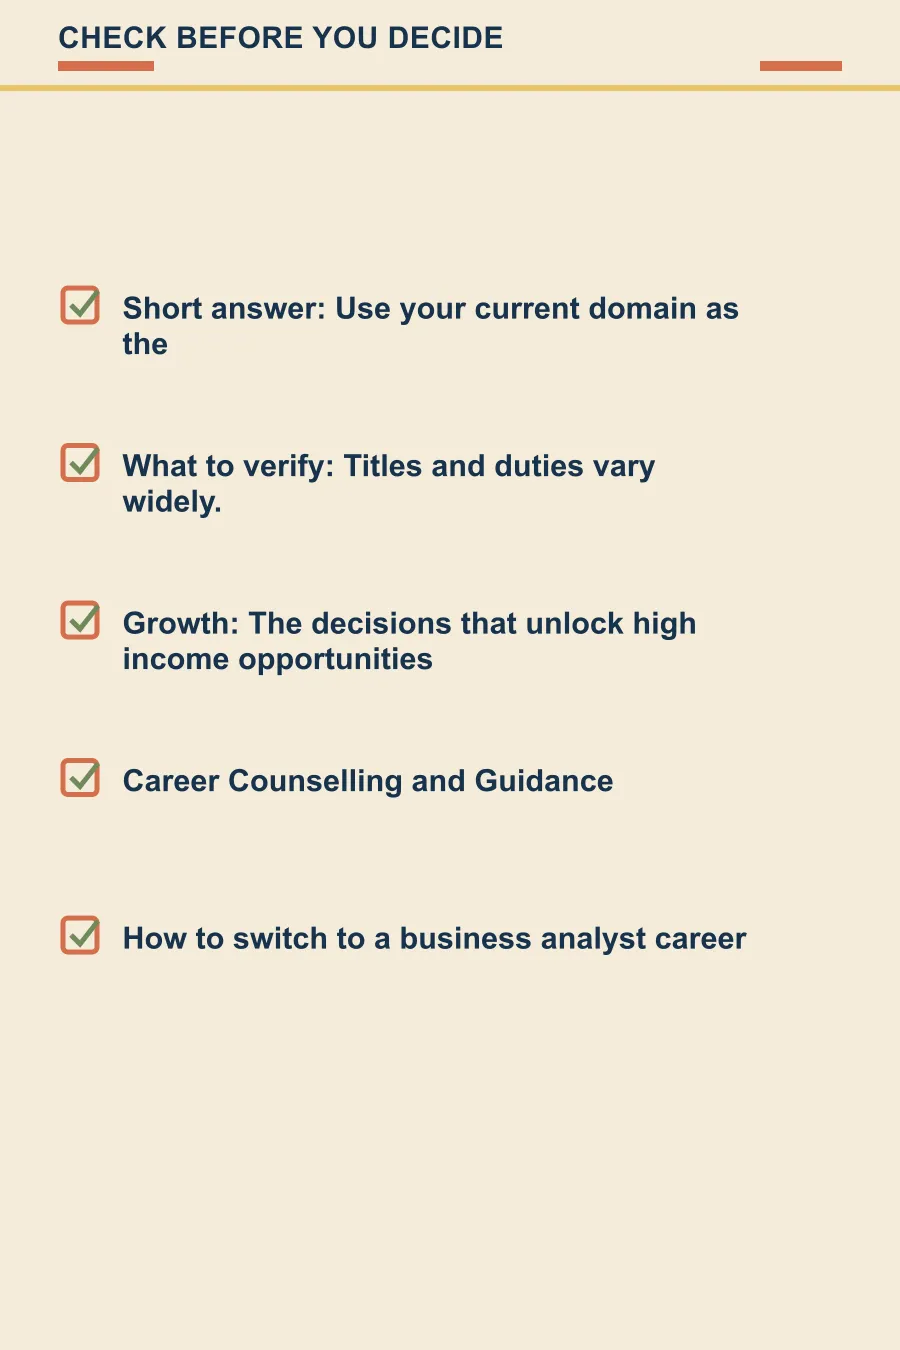 CHECK BEFORE YOU DECIDE
Short answer: Use your current domain as
the
What to verify: Titles and duties vary
widely.
Growth: The decisions that unlock high
income opportunities
Career Counselling and Guidance
How to switch to a business analyst career